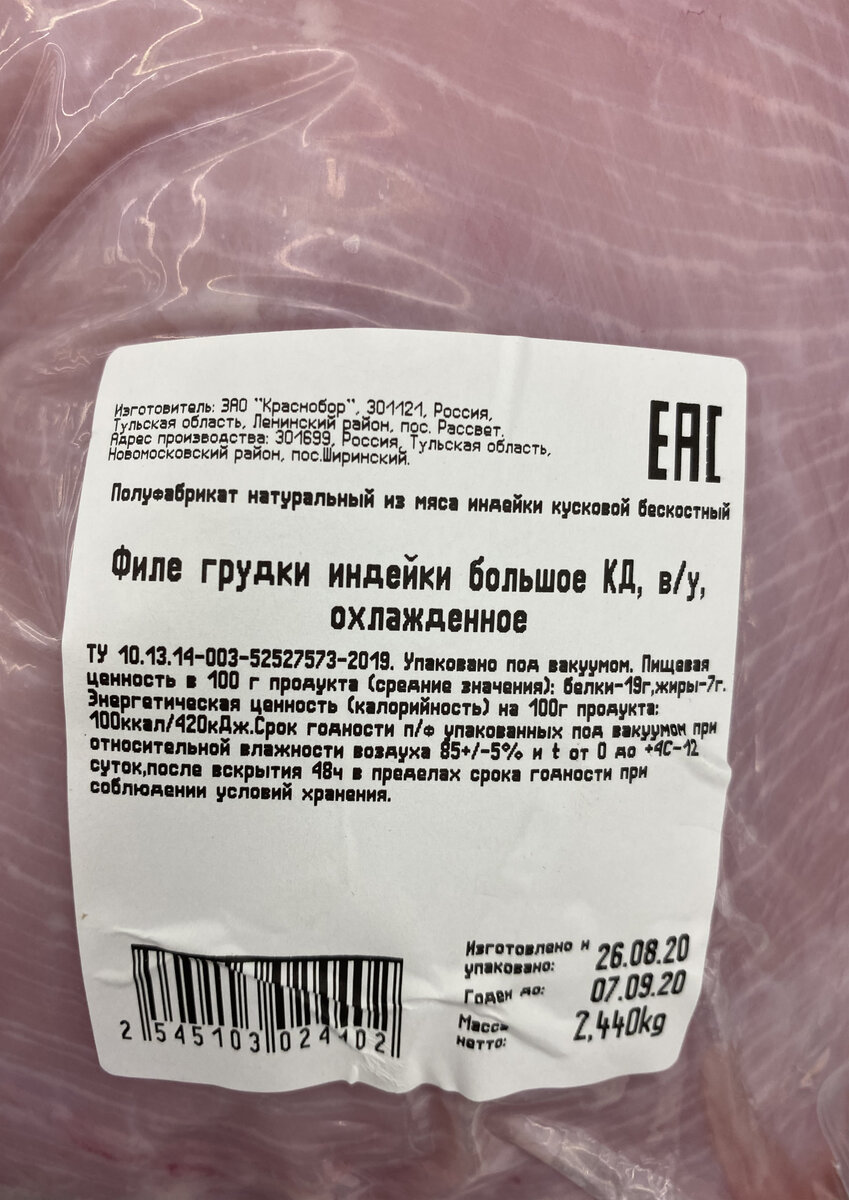 Изготовитель: ЗАО "Краснобор", 301121, Россия,
Тульская область, Ленинский район, пос. Рассвет.
Адрес производства: 301699, Россия, Тульская область,
Новомосковский район, пос.Ширинский.
EAC
Полуфабрикат натуральный из мяса индейки кусковой бескостный
Филе грудки индейки большое КД, в/у,
охлажденное
ТУ 10.13.14-003-52527573-2019. Упаковано под вакуумом. Пищевая
ценность в 100 г продукта (средние значения): белки-19г,жиры-7г.
Энергетическая ценность (калорийность) на 100г продукта:
100ккал/420кДж.Срок годности п/ф упакованных под вакуумом при
относительной влажности воздуха 85+/-5% и t от 0 до +4С-12
суток,после вскрытия 48ч в пределах срока годности при
соблюдении условий хранения.
Изготовлено и
упаковано: 26.08.20
Годен до: 07.09.20
Масса
нетто: 2,440kg
2 545103 024102